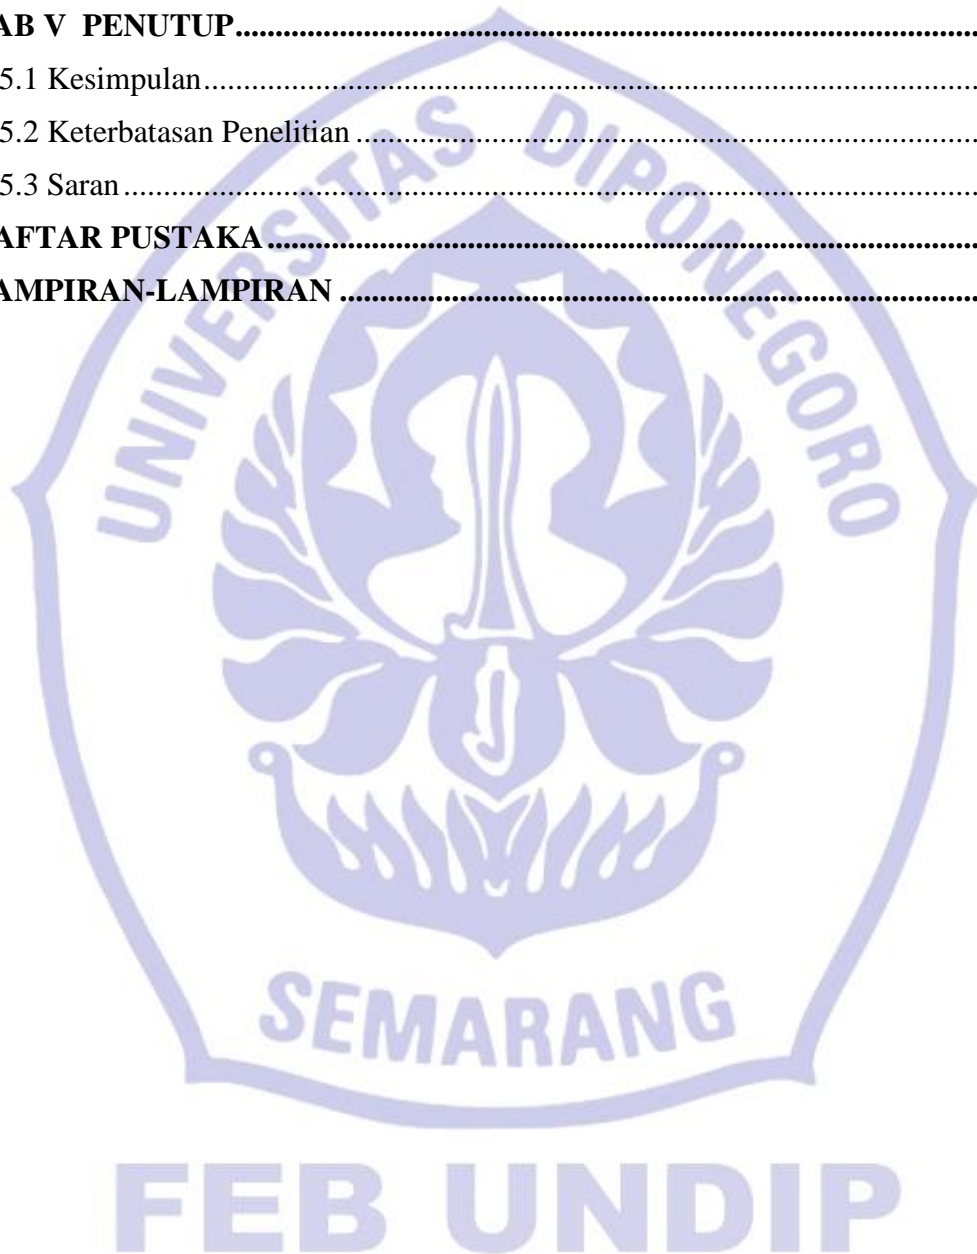 AB V PENUTUP..............................................................................
5.1 Kesimpulan..............................................................................
5.2 Keterbatasan Penelitian..............................................................................
5.3 Saran..............................................................................
AFTAR PUSTAKA..............................................................................
AMPIRAN-LAMPIRAN..............................................................................
UNIVERSITAS DIPONEGORO
SEMARANG
FEB UNDIP